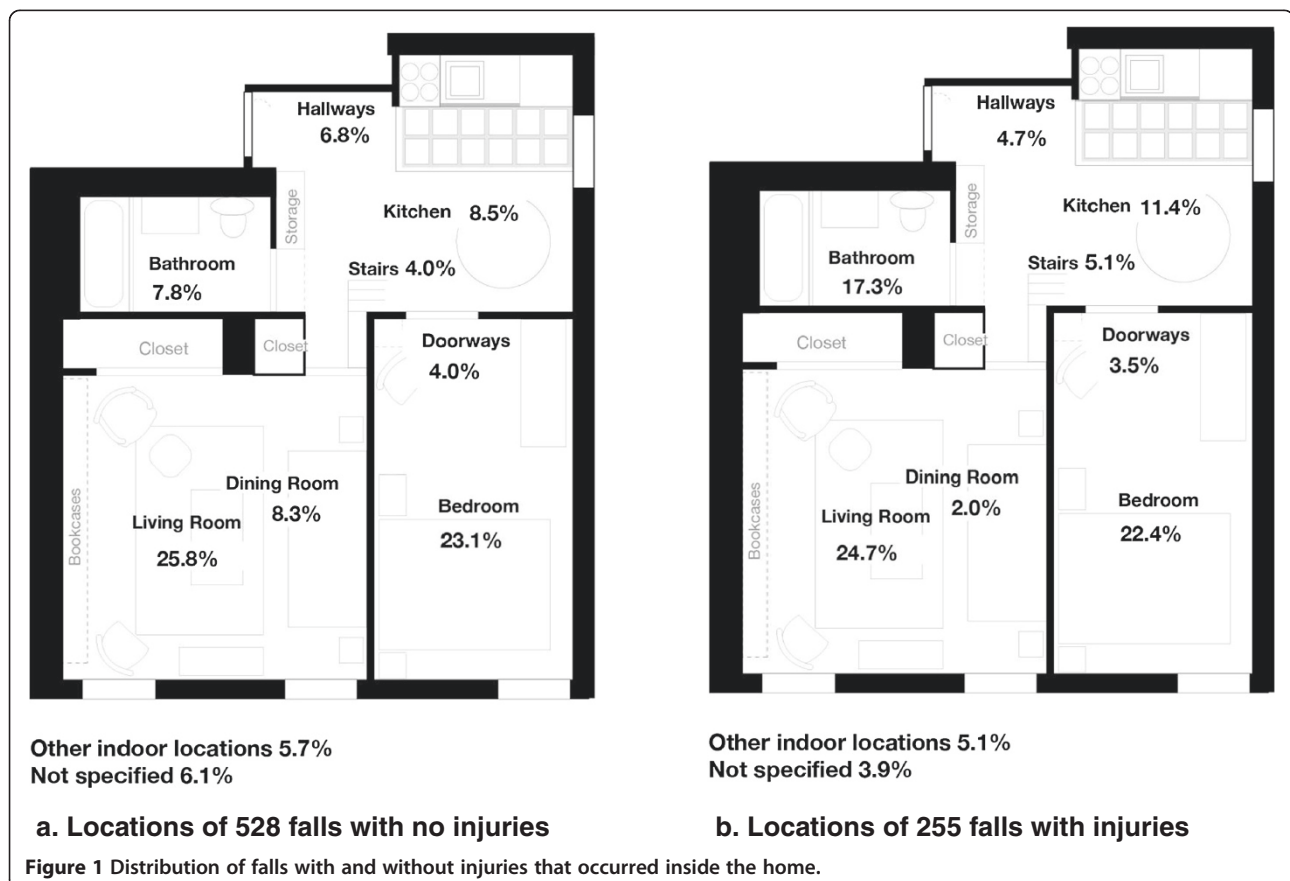 Hallways
6.8%
Kitchen 8.5%
Storage
Bathroom
7.8%
Stairs 4.0%
Closet
Closet
Doorways
4.0%
Bookcases
Dining Room
8.3%
Living Room
25.8%
Bedroom
23.1%
Other indoor locations 5.7%
Not specified 6.1%
a. Locations of 528 falls with no injuries
Hallways
4.7%
Kitchen 11.4%
Storage
Bathroom
17.3%
Stairs 5.1%
Closet
Closet
Doorways
3.5%
Bookcases
Dining Room
2.0%
Living Room
24.7%
Bedroom
22.4%
Other indoor locations 5.1%
Not specified 3.9%
b. Locations of 255 falls with injuries
Figure 1 Distribution of falls with and without injuries that occurred inside the home.